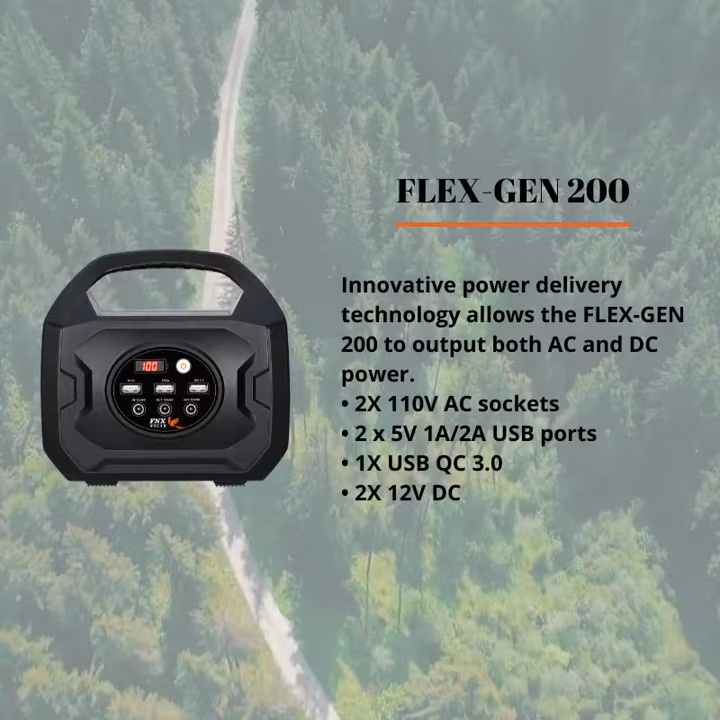 FLEX-GEN 200
Innovative power delivery
technology allows the FLEX-GEN
200 to output both AC and DC
power.
• 2X 110V AC sockets
• 2 x 5V 1A/2A USB ports
• 1X USB QC 3.0
• 2X 12V DC
100
FNX
SOLAR